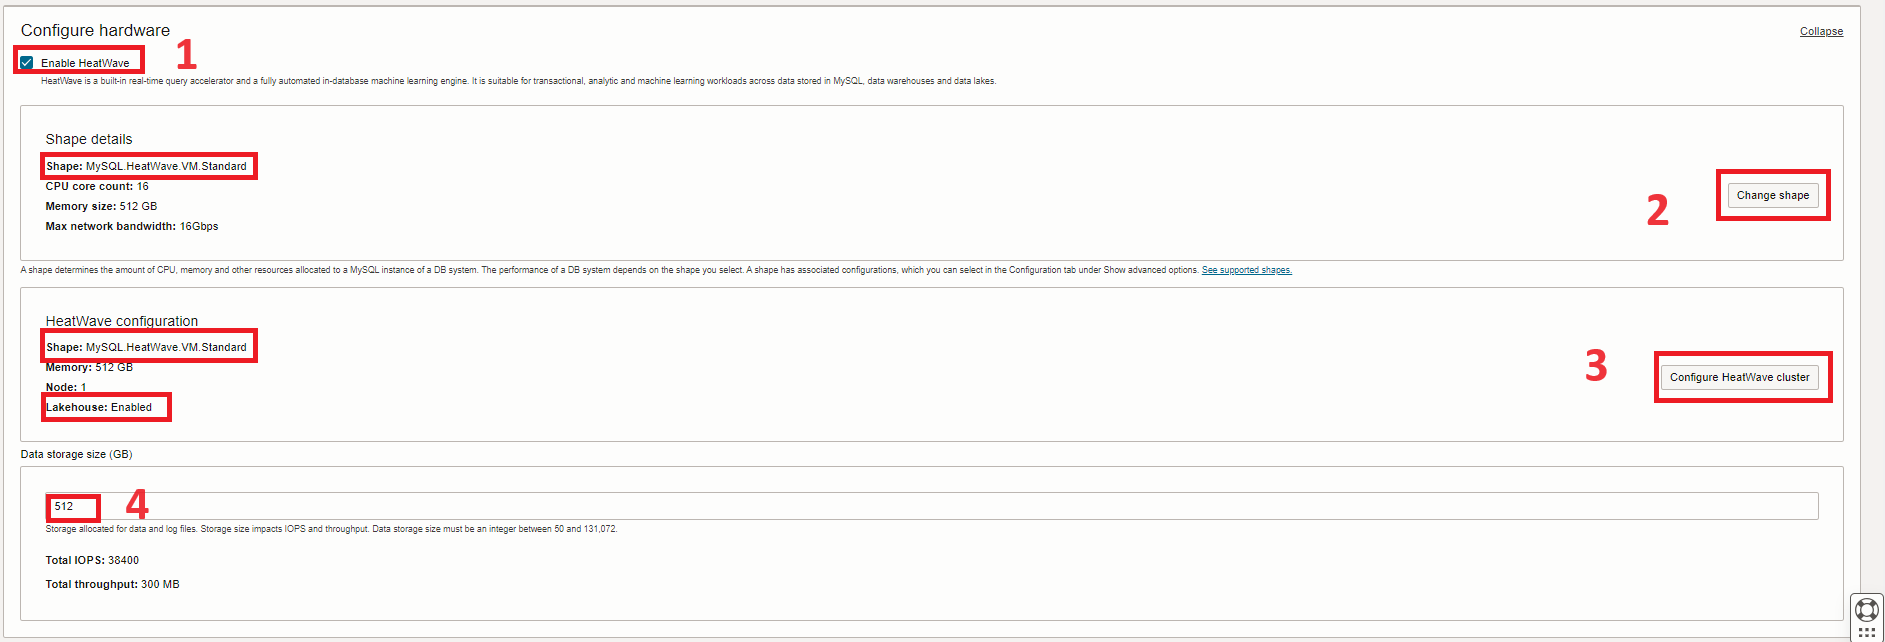 Configure hardware
Collapse
Enable HeatWave
1
HeatWave is a built-in real-time query accelerator and a fully automated in-database machine learning engine. It is suitable for transactional, analytic and machine learning workloads across data stored in MySQL, data warehouses and data lakes.
Shape details
Shape: MySQL.HeatWave.VM.Standard
CPU core count: 16
Memory size: 512 GB
Max network bandwidth: 16Gbps
2
Change shape
A shape determines the amount of CPU, memory and other resources allocated to a MySQL instance of a DB system. The performance of a DB system depends on the shape you select. A shape has associated configurations, which you can select in the Configuration tab under Show advanced options. See supported shapes.
HeatWave configuration
Shape: MySQL.HeatWave.VM.Standard
Memory: 512 GB
Node: 1
Lakehouse: Enabled
3
Configure HeatWave cluster
Data storage size (GB)
512
4
Storage allocated for data and log files. Storage size impacts IOPS and throughput. Data storage size must be an integer between 50 and 131,072.
Total IOPS: 38400
Total throughput: 300 MB